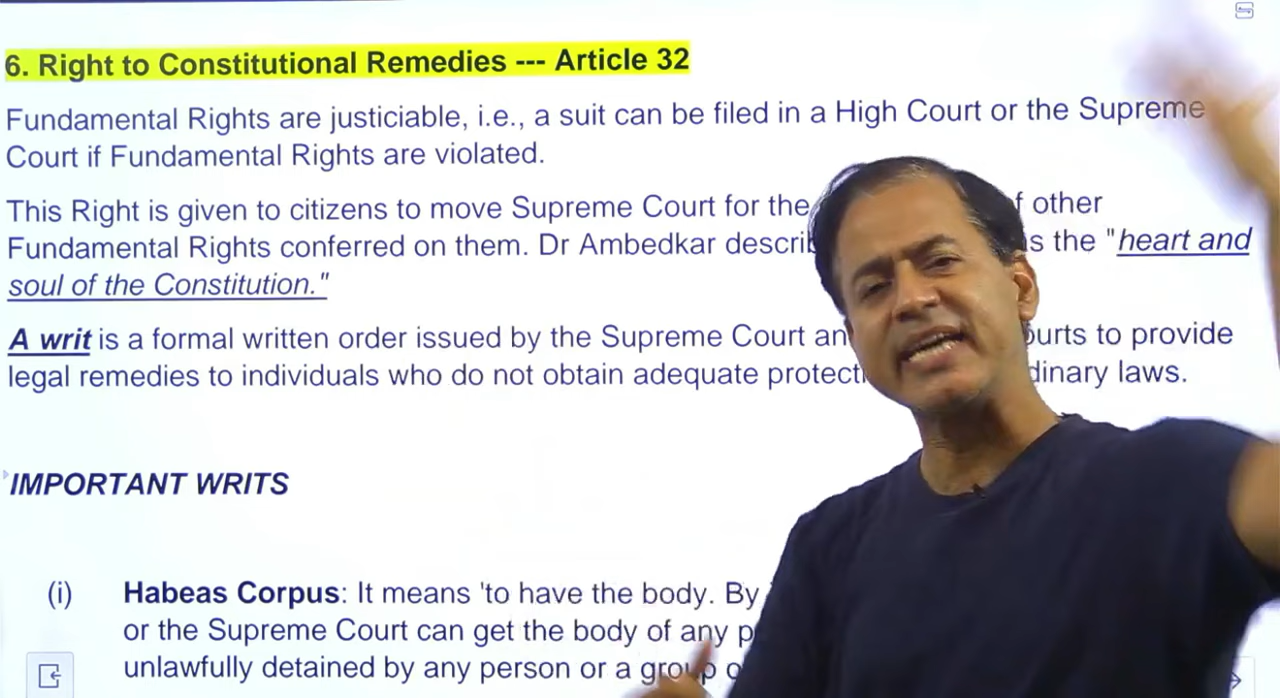 6. Right to Constitutional Remedies --- Article 32
Fundamental Rights are justiciable, i.e., a suit can be filed in a High Court or the Supreme
Court if Fundamental Rights are violated.
This Right is given to citizens to move Supreme Court for the other
Fundamental Rights conferred on them. Dr Ambedkar the "heart and
soul of the Constitution."
A writ is a formal written order issued by the Supreme Court to provide
legal remedies to individuals who do not obtain adequate laws.
IMPORTANT WRITS
(i) Habeas Corpus: It means 'to have the body. By
or the Supreme Court can get the body of any
unlawfully detained by any person or a